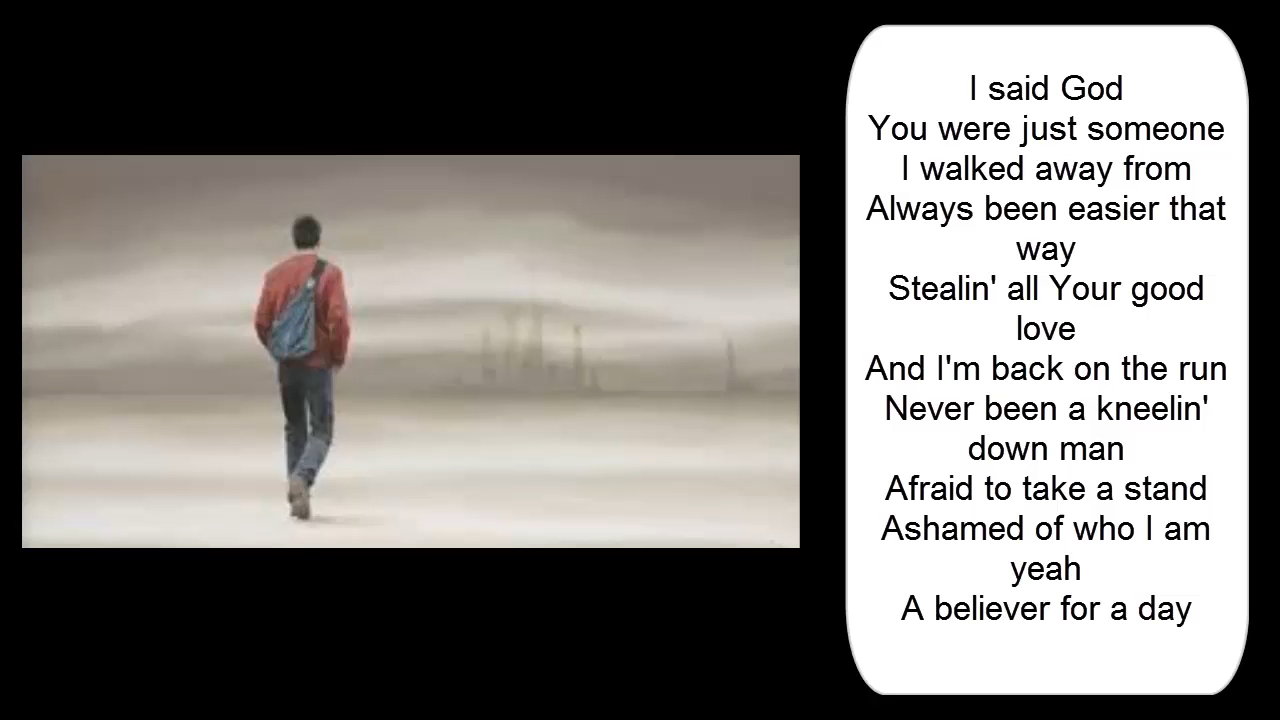 I said God
You were just someone
I walked away from
Always been easier that
way
Stealin' all Your good
love
And I'm back on the run
Never been a kneelin'
down man
Afraid to take a stand
Ashamed of who I am
yeah
A believer for a day